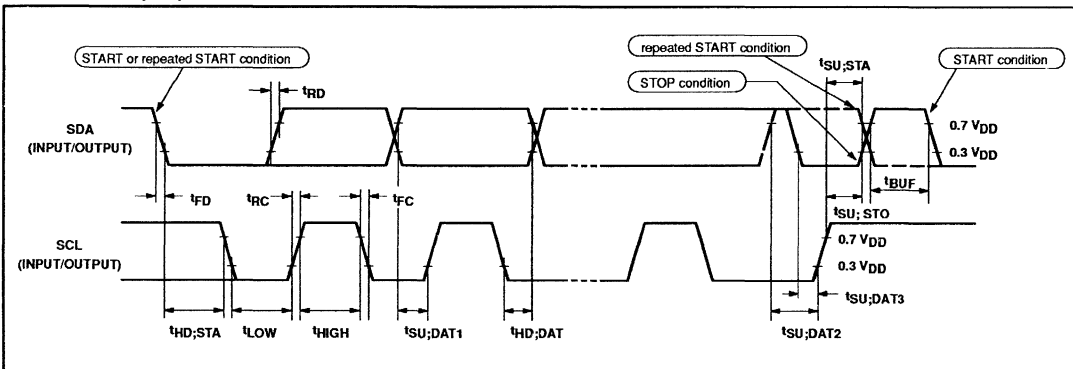 repeated START condition
START or repeated START condition
tSU;STA
START condition
STOP condition
tRD
SDA
(INPUT/OUTPUT)
0.7 VDD
0.3 VDD
tFD
tRC
tFC
tBUF
tSU; STO
SCL
(INPUT/OUTPUT)
0.7 VDD
0.3 VDD
tSU;DAT3
tHD;STA
tLOW
tHIGH
tSU;DAT1
tHD;DAT
tSU;DAT2